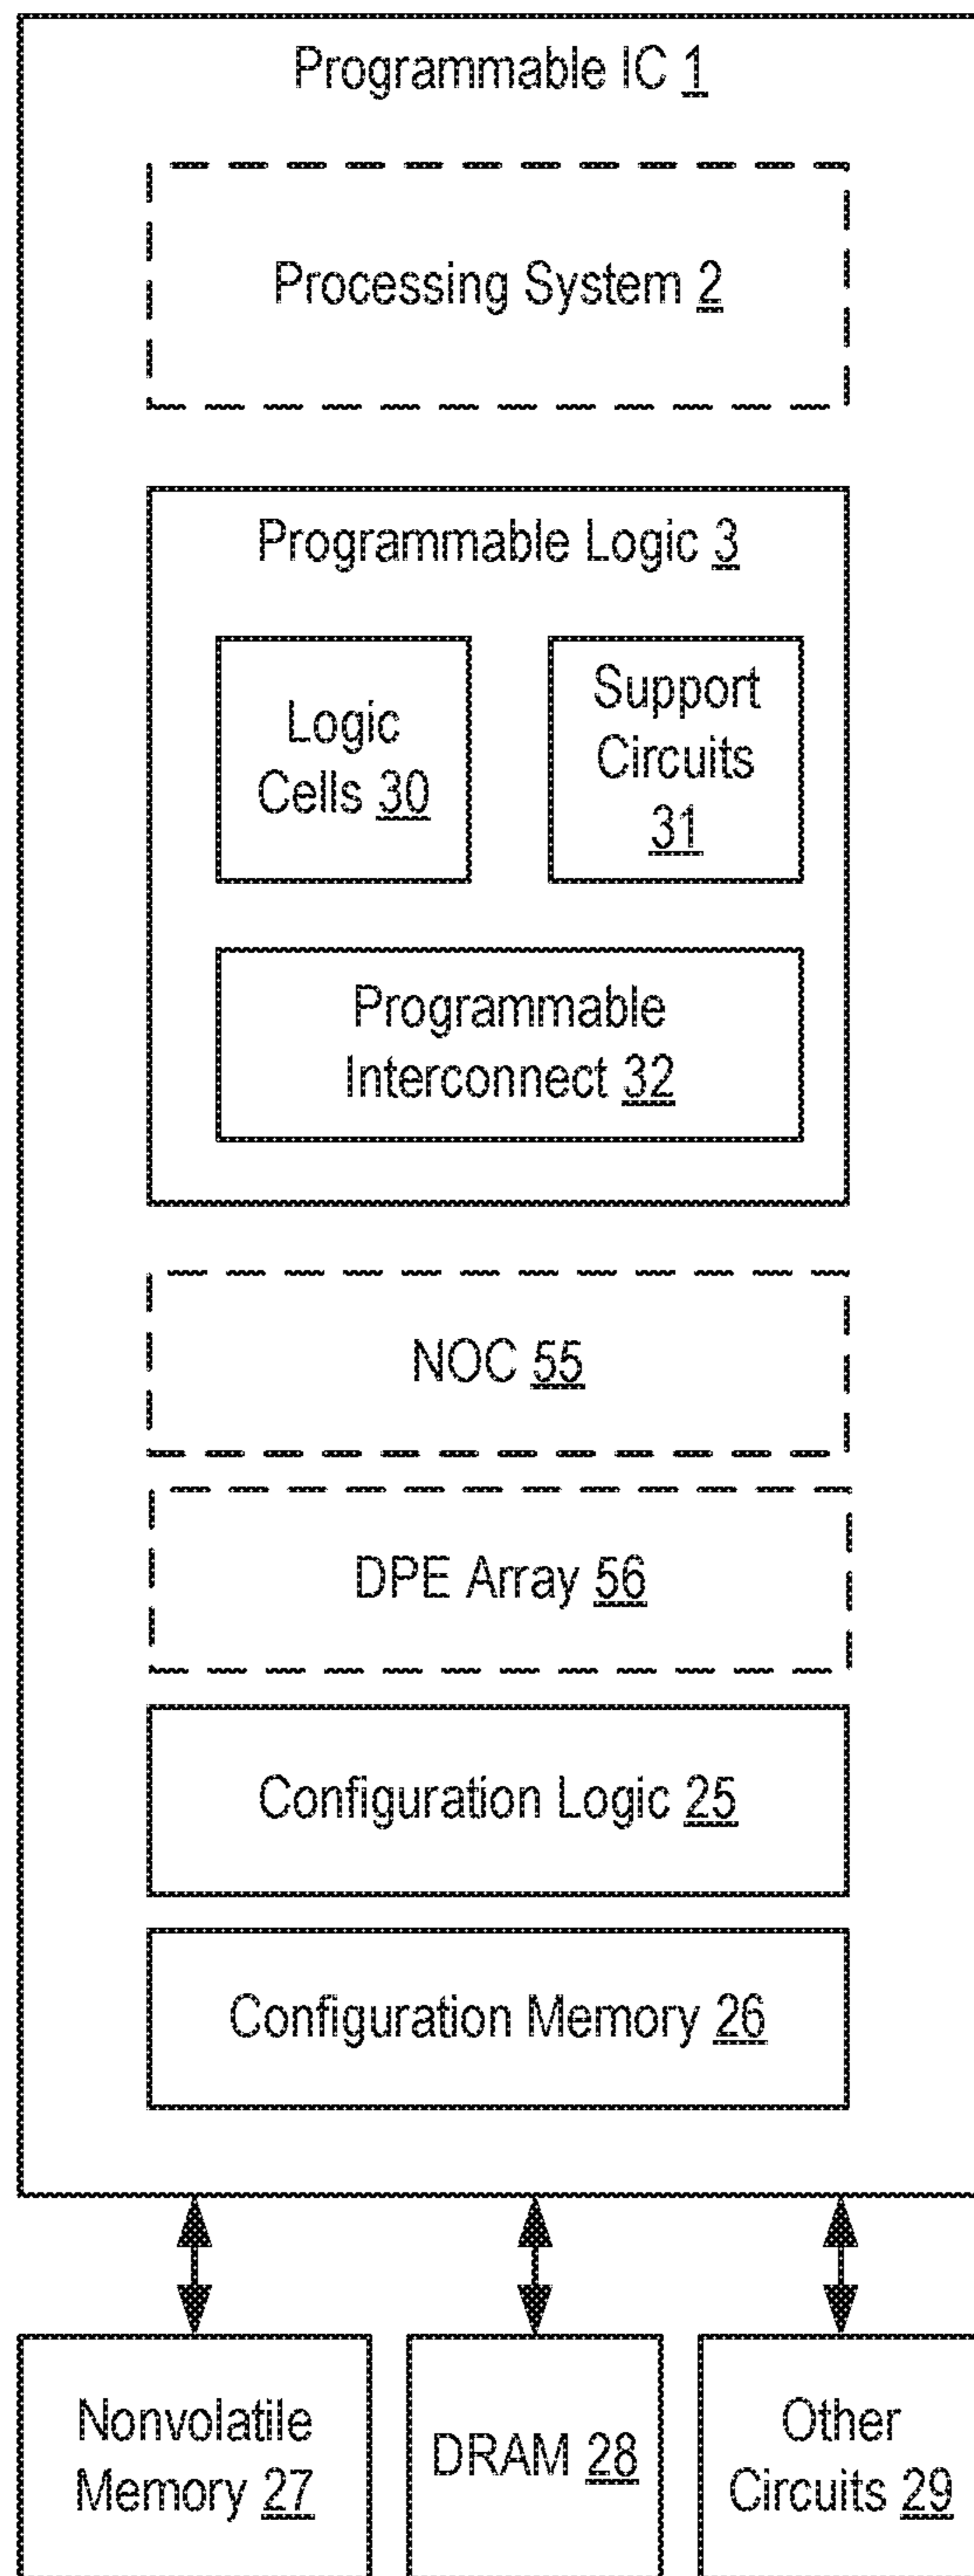 Programmable IC 1
Processing System 2
Programmable Logic 3
Logic
Cells 30
Support
Circuits
31
Programmable
Interconnect 32
NOC 55
DPE Array 56
Configuration Logic 25
Configuration Memory 26
Nonvolatile
Memory 27
DRAM 28
Other
Circuits 29